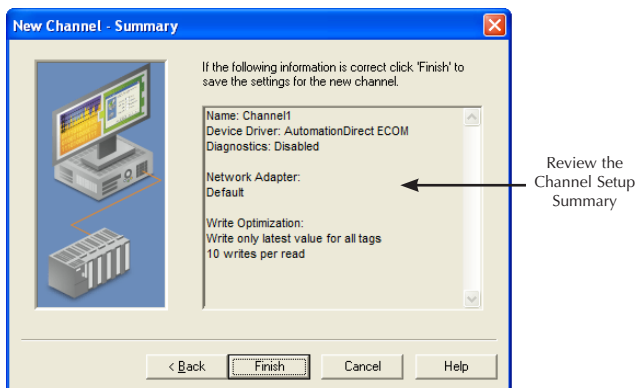 New Channel - Summary
If the following information is correct click 'Finish' to
save the settings for the new channel.
Name: Channel1
Device Driver: AutomationDirect ECOM
Diagnostics: Disabled
Network Adapter:
Default
Write Optimization:
Write only latest value for all tags
10 writes per read
Review the
Channel Setup
Summary
< Back
Finish
Cancel
Help